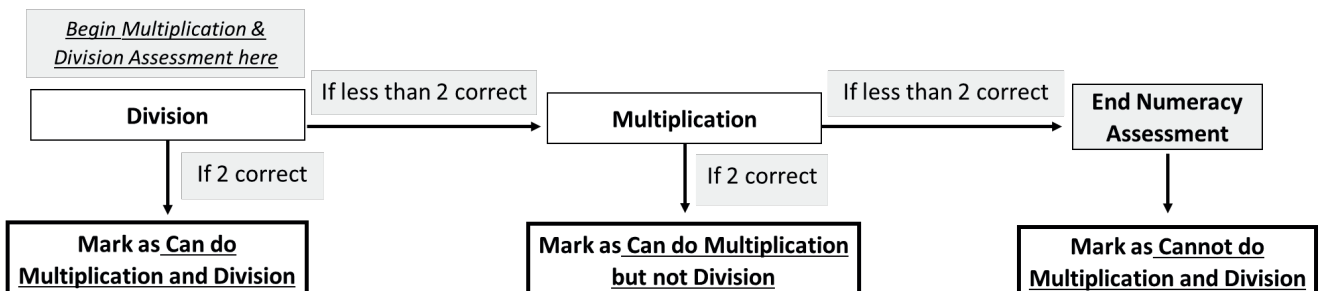 Begin Multiplication &
Division Assessment here
Division
If less than 2 correct
Multiplication
If less than 2 correct
End Numeracy
Assessment
If 2 correct
If 2 correct
Mark as Can do
Multiplication and Division
Mark as Can do Multiplication
but not Division
Mark as Cannot do
Multiplication and Division